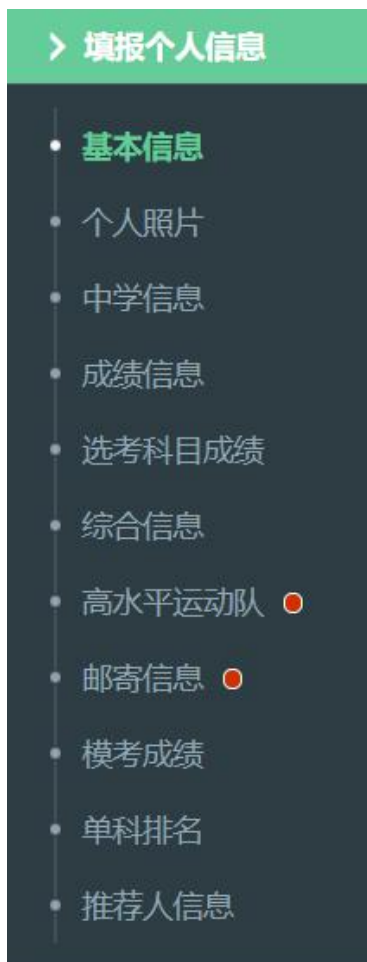 填报个人信息
基本信息
个人照片
中学信息
成绩信息
选考科目成绩
综合信息
高水平运动队
邮寄信息
模考成绩
单科排名
推荐人信息